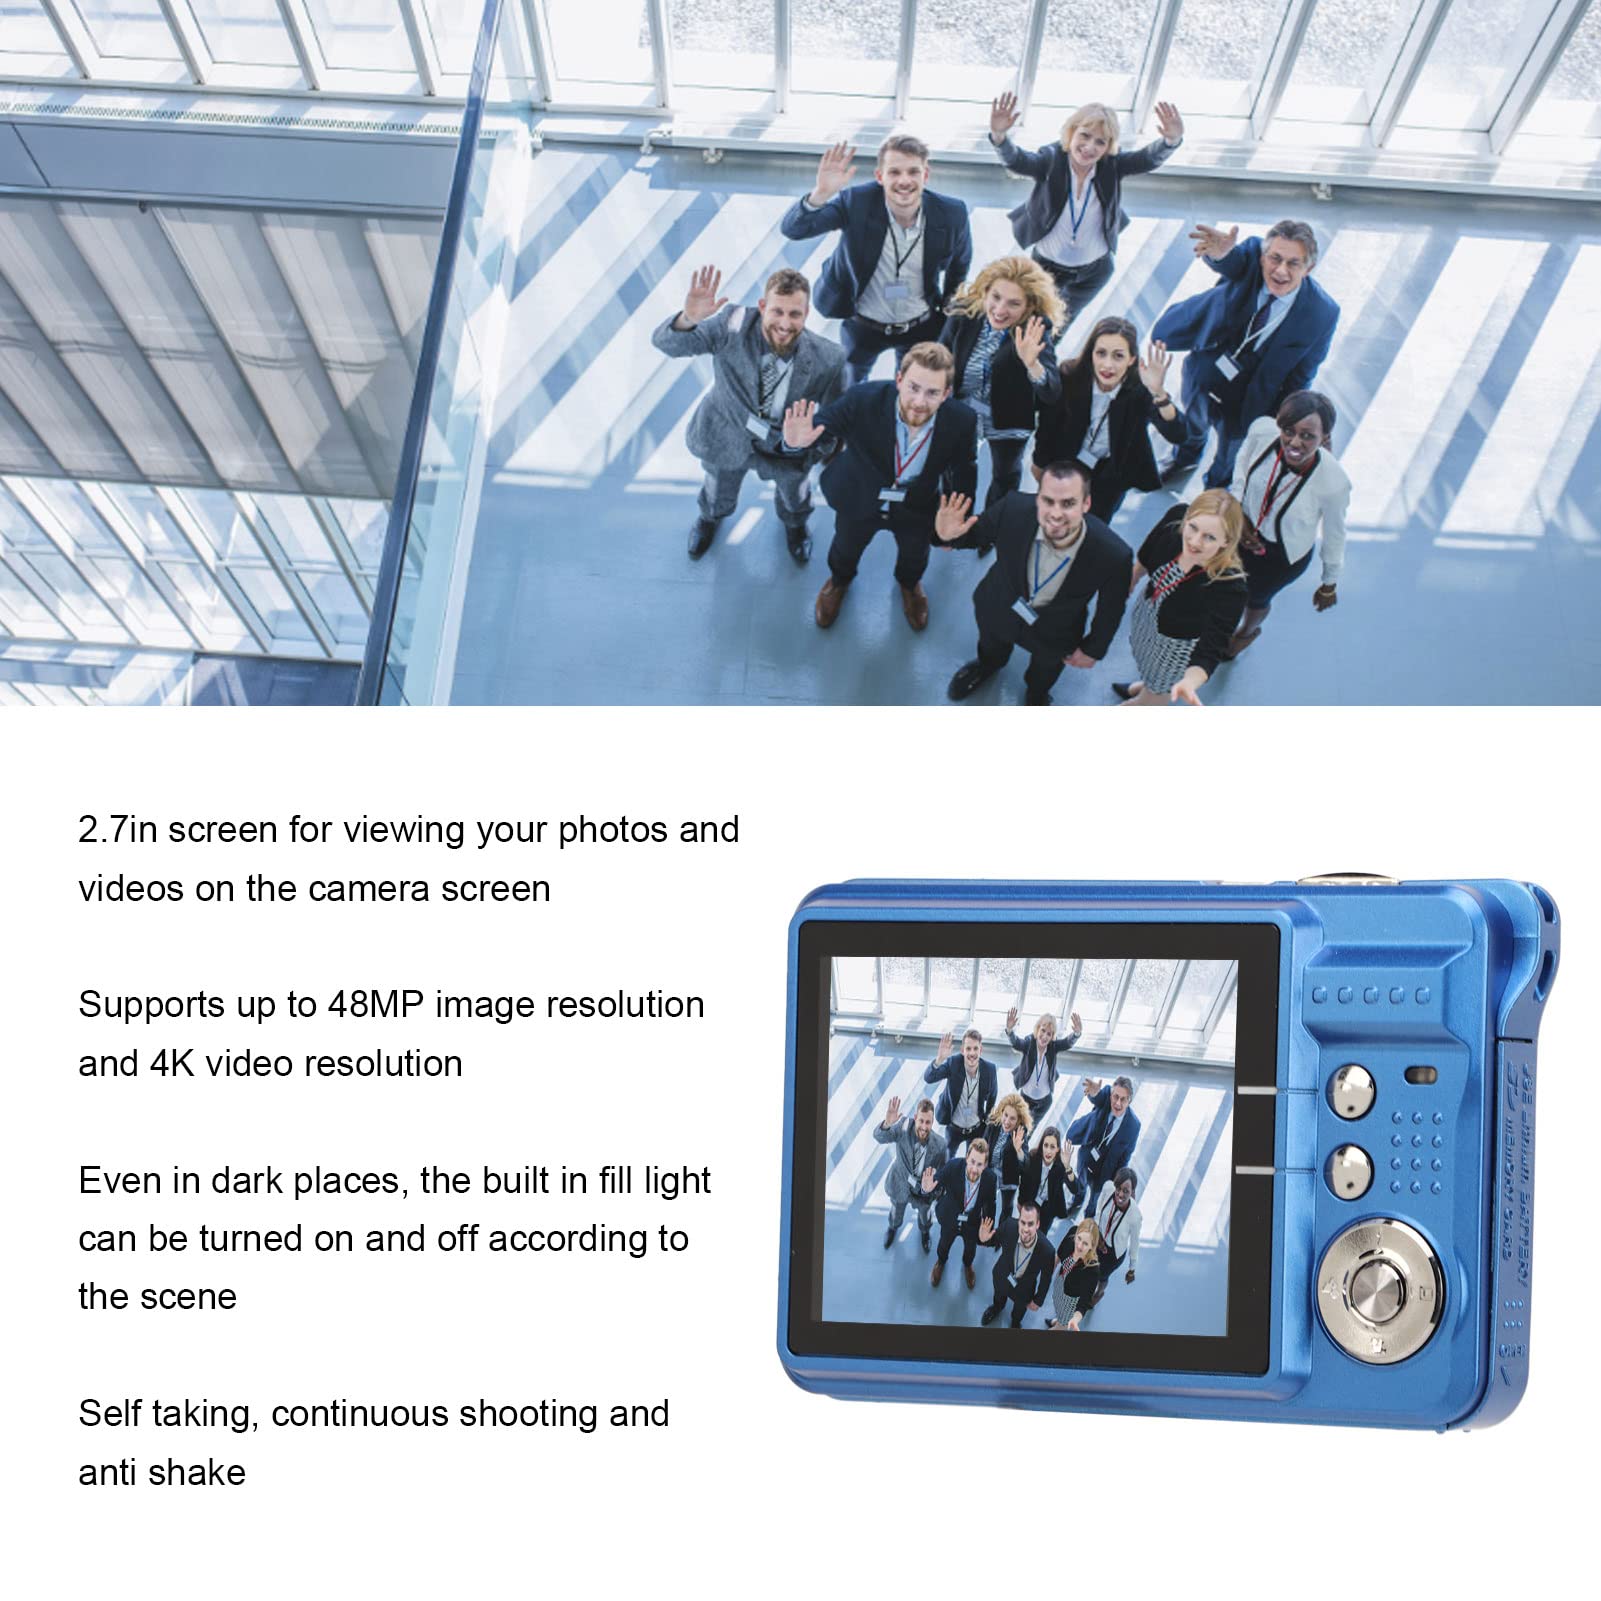 2.7in screen for viewing your photos and
videos on the camera screen
Supports up to 48MP image resolution
and 4K video resolution
Even in dark places, the built in fill light
can be turned on and off according to
the scene
Self taking, continuous shooting and
anti shake
MEMORY CARD